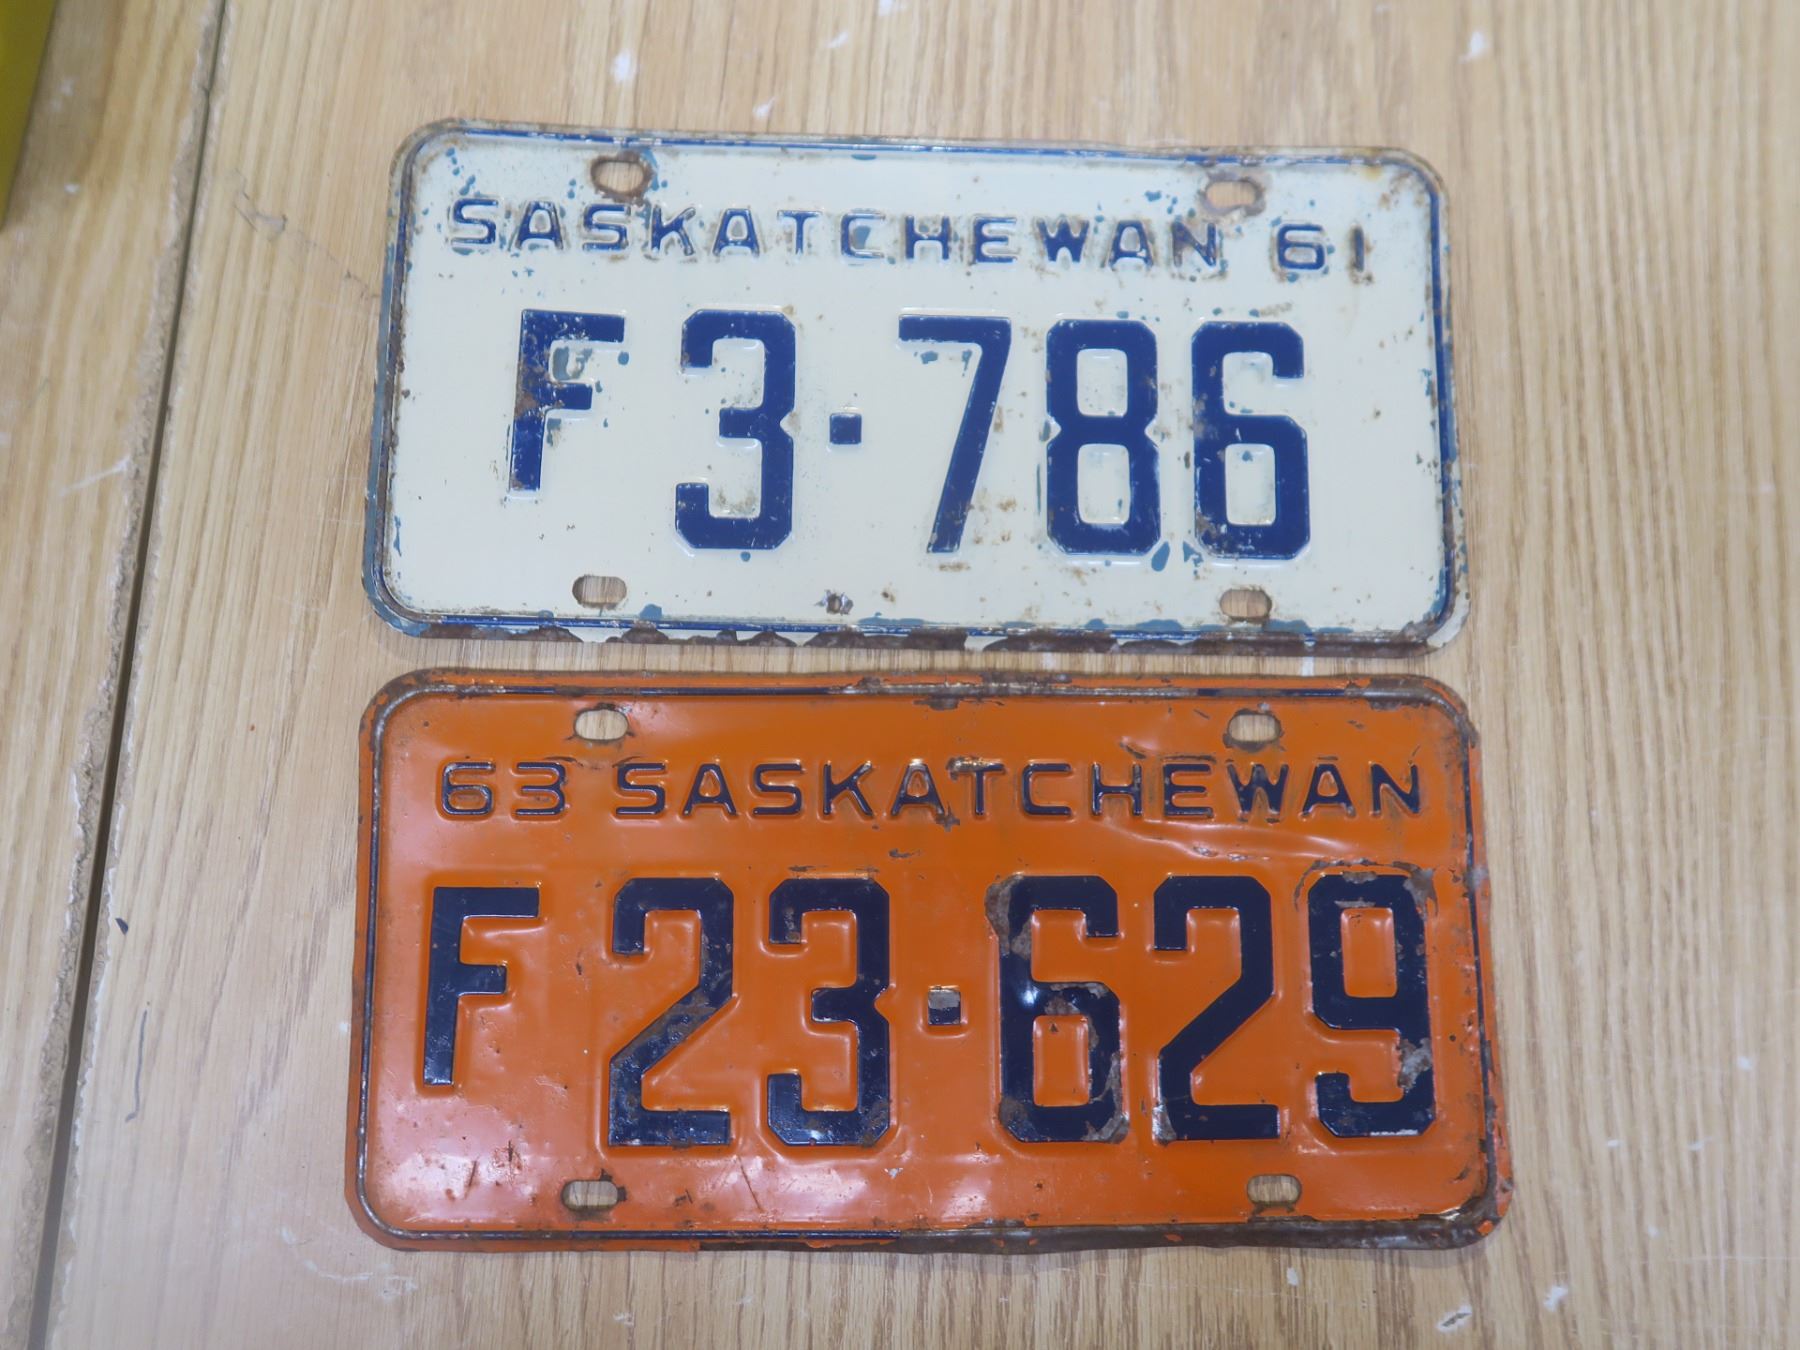 SASKATCHEWAN 61
F3·786
63 SASKATCHEWAN
F23·629